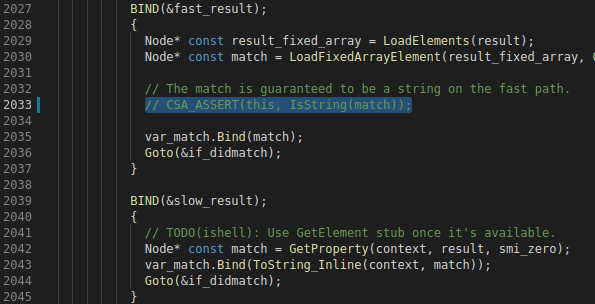 2027 BIND(&fast_result);
2028 {
2029 Node* const result_fixed_array = LoadElements(result);
2030 Node* const match = LoadFixedArrayElement(result_fixed_array,
2031
2032 // The match is guaranteed to be a string on the fast path.
2033 // CSA_ASSERT(this, IsString(match));
2034
2035 var_match.Bind(match);
2036 Goto(&if_didmatch);
2037 }
2038
2039 BIND(&slow_result);
2040 {
2041 // TODO(ishell): Use GetElement stub once it's available.
2042 Node* const match = GetProperty(context, result, smi_zero);
2043 var_match.Bind(ToString_Inline(context, match));
2044 Goto(&if_didmatch);
2045 }